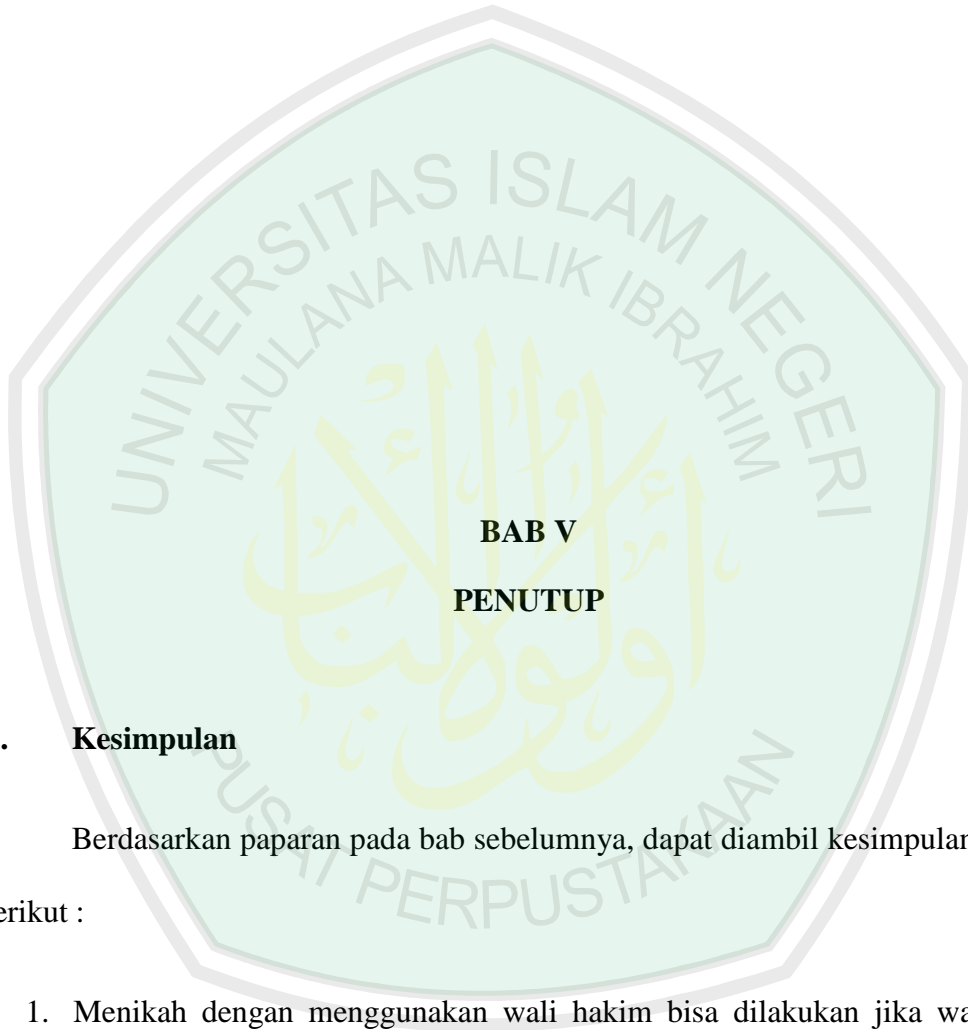 UNIVERSITAS ISLAM NEGERI
MAULANA MALIK IBRAHIM
BAB V
PENUTUP
. Kesimpulan
Berdasarkan paparan pada bab sebelumnya, dapat diambil kesimpulan
erikut :
1. Menikah dengan menggunakan wali hakim bisa dilakukan jika wa
PUSAT PERPUSTAKAAN